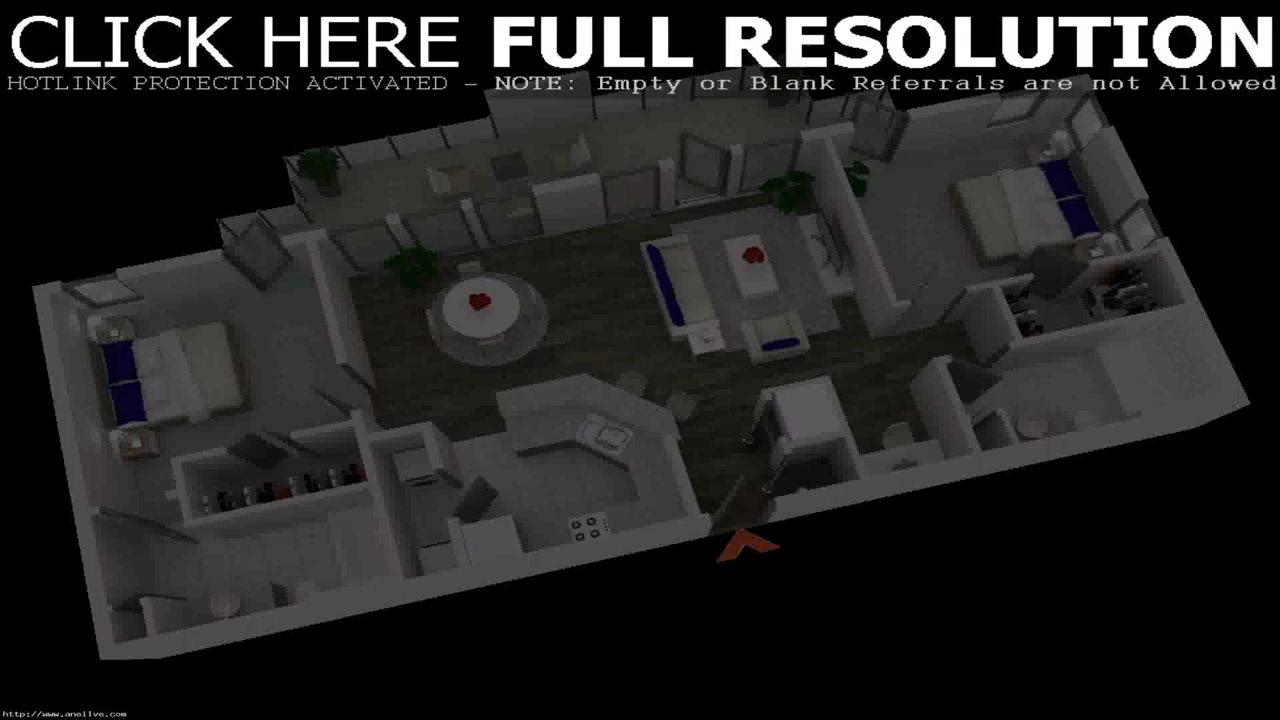 CLICK HERE FULL RESOLUTION
HOTLINK PROTECTION ACTIVATED – NOTE: Empty or Blank Referrals are not Allowed